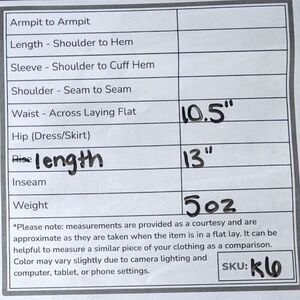 Armpit to Armpit
Length - Shoulder to Hem
Sleeve - Shoulder to Cuff Hem
Shoulder - Seam to Seam
Waist - Across Laying Flat 10.5"
Hip (Dress/Skirt)
Rise length 13"
Inseam
Weight 5oz
*Please note: measurements are provided as a courtesy and are
approximate as they are taken when the item is in a flat lay. It can be
helpful to measure a similar piece of your clothing as a comparison.
Color may vary slightly due to camera lighting and
computer, tablet, or phone settings.
SKU: K6